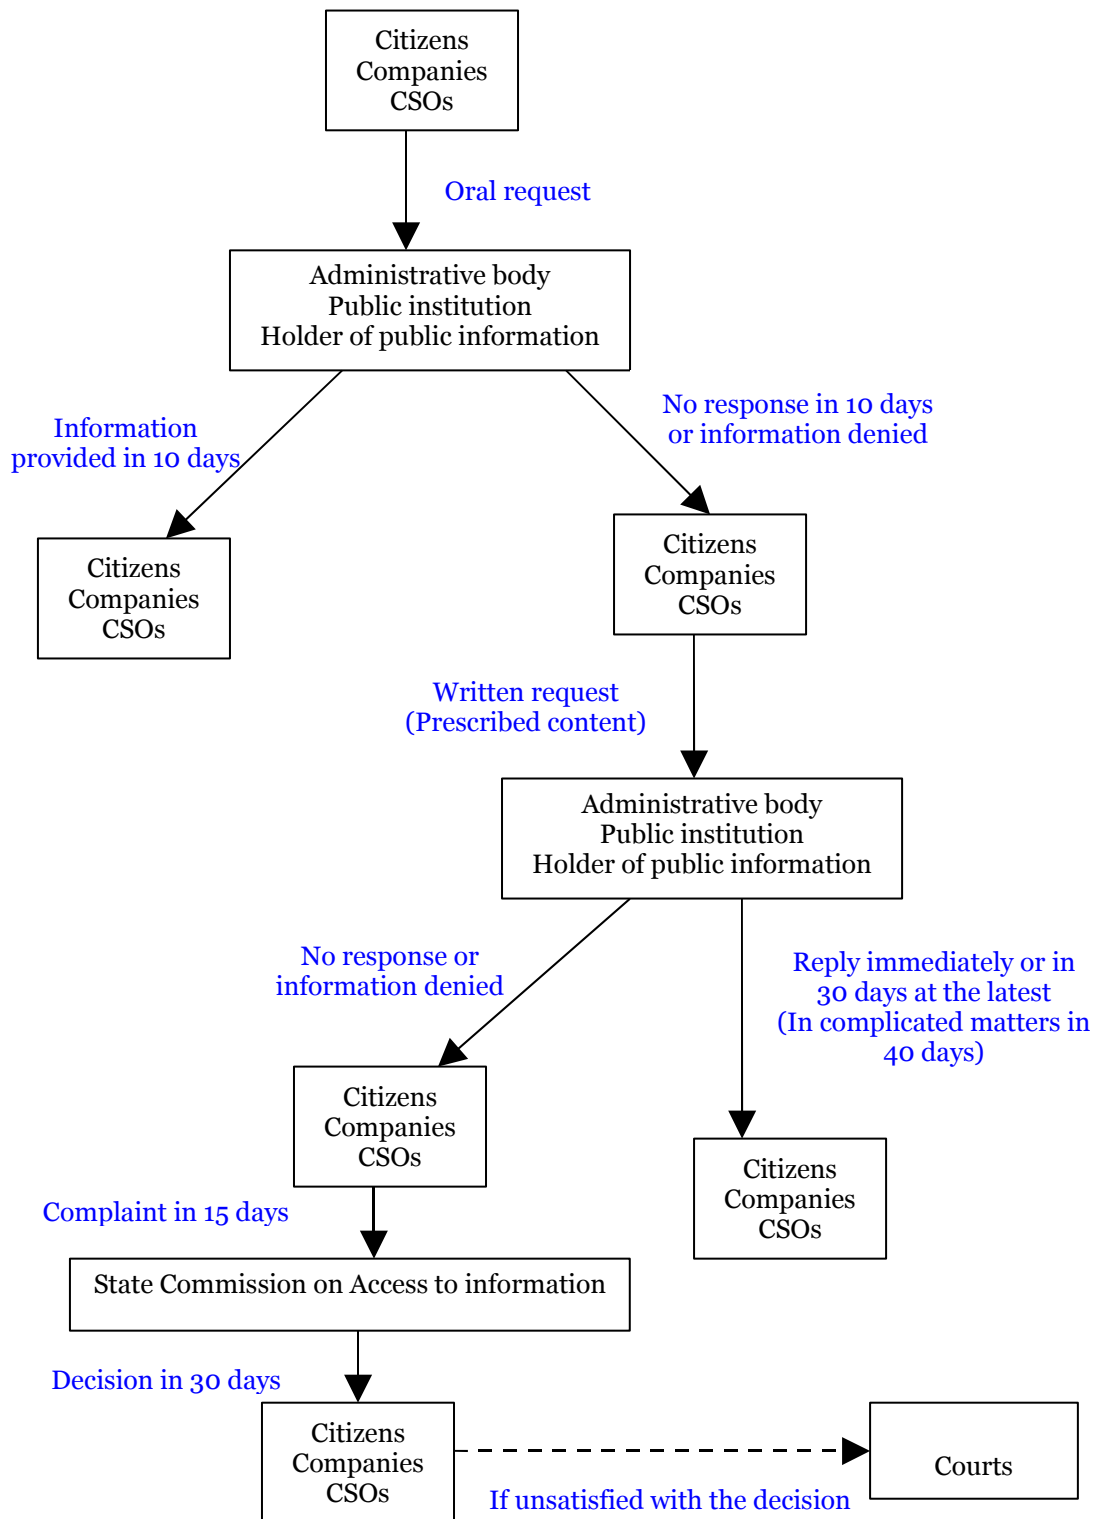 Citizens
Companies
CSOs
Oral request
Administrative body
Public institution
Holder of public information
Information
provided in 10 days
No response in 10 days
or information denied
Citizens
Companies
CSOs
Citizens
Companies
CSOs
Written request
(Prescribed content)
Administrative body
Public institution
Holder of public information
No response or
information denied
Reply immediately or in
30 days at the latest
(In complicated matters in
40 days)
Citizens
Companies
CSOs
Citizens
Companies
CSOs
Complaint in 15 days
State Commission on Access to information
Decision in 30 days
Citizens
Companies
CSOs
If unsatisfied with the decision
Courts